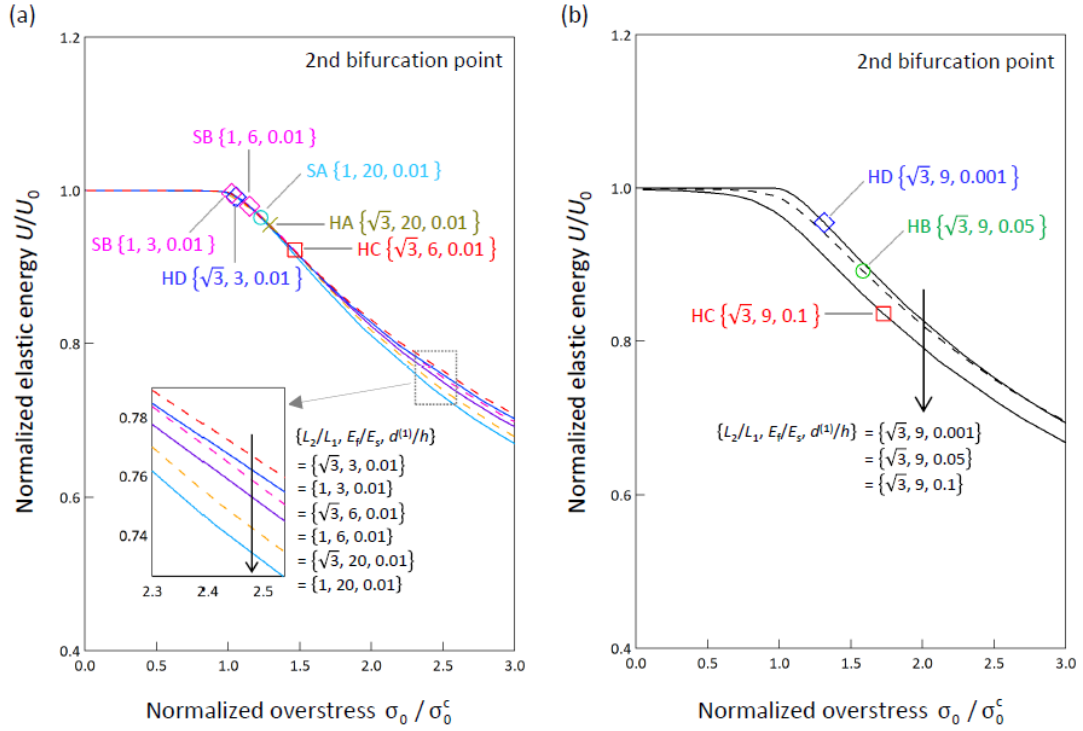 (a)
1.2
2nd bifurcation point
SB {1, 6, 0.01 }
SA {1, 20, 0.01 }
1.0
HA {√3, 20, 0.01 }
SB {1, 3, 0.01 }
HC {√3, 6, 0.01 }
HD {√3, 3, 0.01 }
Normalized elastic energy U/U₀
0.8
0.78
0.76
0.74
2.3 2.4 2.5
{L₂/L₁, E_f/E_s, d⁽¹⁾/h}
= {√3, 3, 0.01}
= {1, 3, 0.01}
= {√3, 6, 0.01}
= {1, 6, 0.01}
= {√3, 20, 0.01}
= {1, 20, 0.01}
0.6
0.4
0.0 0.5 1.0 1.5 2.0 2.5 3.0
Normalized overstress σ₀ / σ₀ᶜ
(b)
1.2
2nd bifurcation point
1.0
HD {√3, 9, 0.001}
HB {√3, 9, 0.05}
HC {√3, 9, 0.1}
Normalized elastic energy U/U₀
0.8
{L₂/L₁, E_f/E_s, d⁽¹⁾/h} = {√3, 9, 0.001}
= {√3, 9, 0.05}
= {√3, 9, 0.1}
0.6
0.4
0.0 0.5 1.0 1.5 2.0 2.5 3.0
Normalized overstress σ₀ / σ₀ᶜ